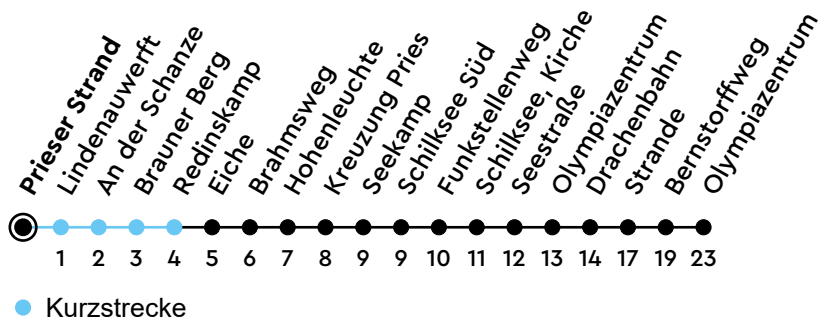 Prieser Strand
Lindenauwerft
An der Schanze
Brauner Berg
Redinskamp
Eiche
Brahmsweg
Hohenleuchte
Kreuzung Pries
Seekamp
Schilksee Süd
Funkstellenweg
Schilksee, Kirche
Seestraße
Olympiazentrum
Drachenbahn
Strande
Bernstorffweg
Olympiazentrum
1 2 3 4 5 6 7 8 9 9 10 11 12 13 14 17 19 23
Kurzstrecke